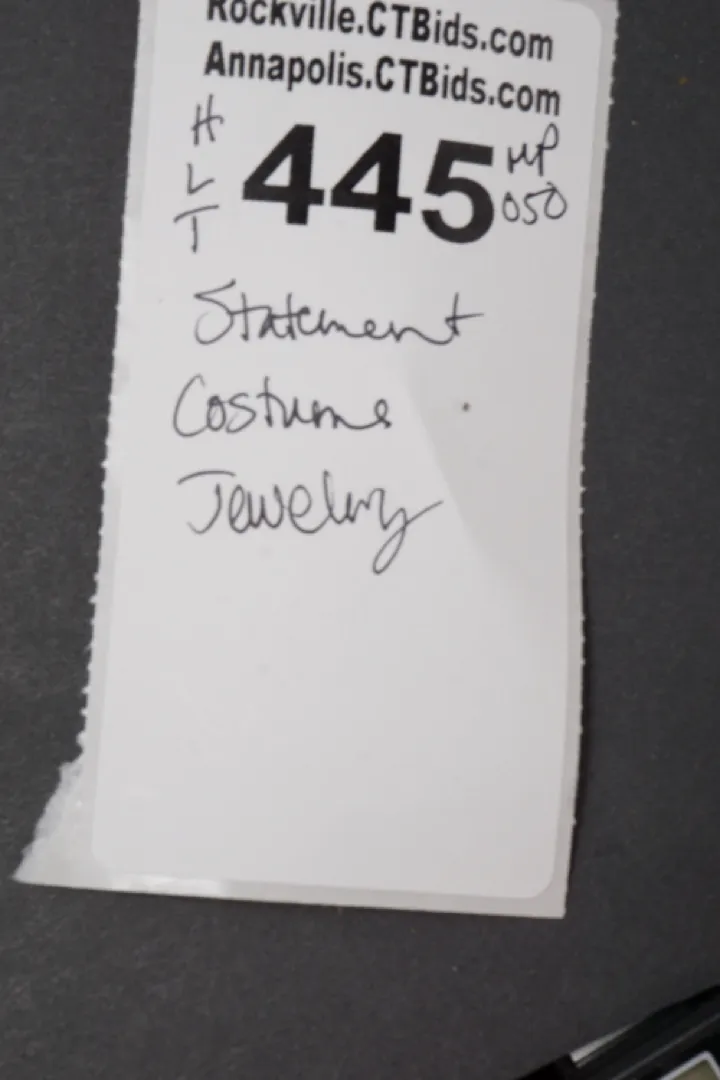 Rockville.CTBids.com
Annapolis.CTBids.com
H
L
T
445
MP
050
Statement
Costume
Jewelry